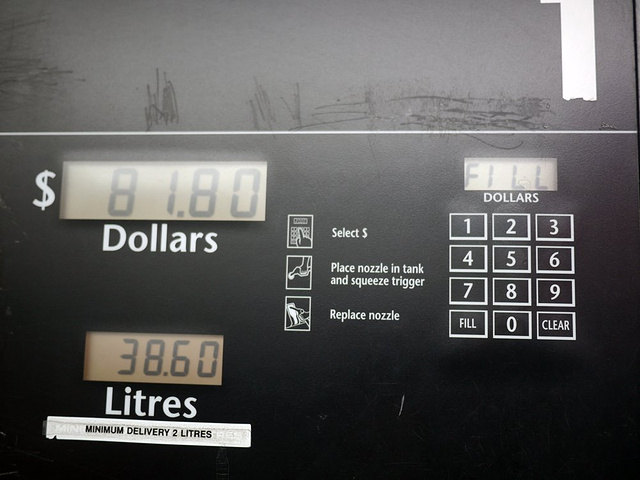 1
$ 81.80
Dollars
FILL
DOLLARS
Select $
Place nozzle in tank
and squeeze trigger
Replace nozzle
1 2 3
4 5 6
7 8 9
FILL 0 CLEAR
38.60
Litres
MINIMUM DELIVERY 2 LITRES